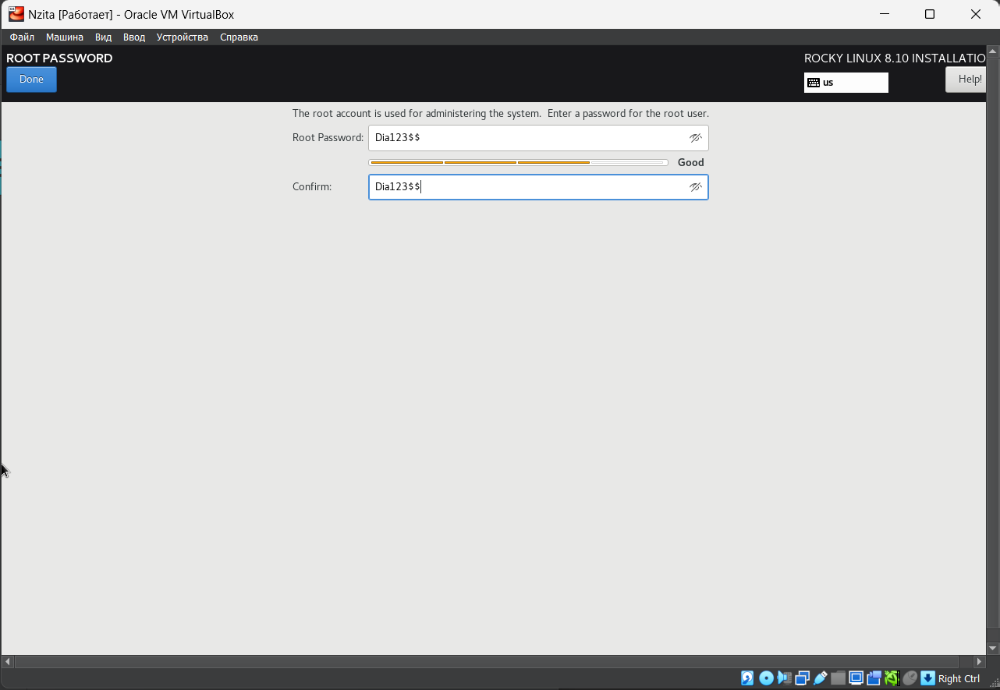 Nzita [Работает] - Oracle VM VirtualBox
Файл Машина Вид Ввод Устройства Справка
ROOT PASSWORD
ROCKY LINUX 8.10 INSTALLATIO
Done
us
Help!
The root account is used for administering the system. Enter a password for the root user.
Root Password: Dia123$$
Good
Confirm: Dia123$$
Right Ctrl